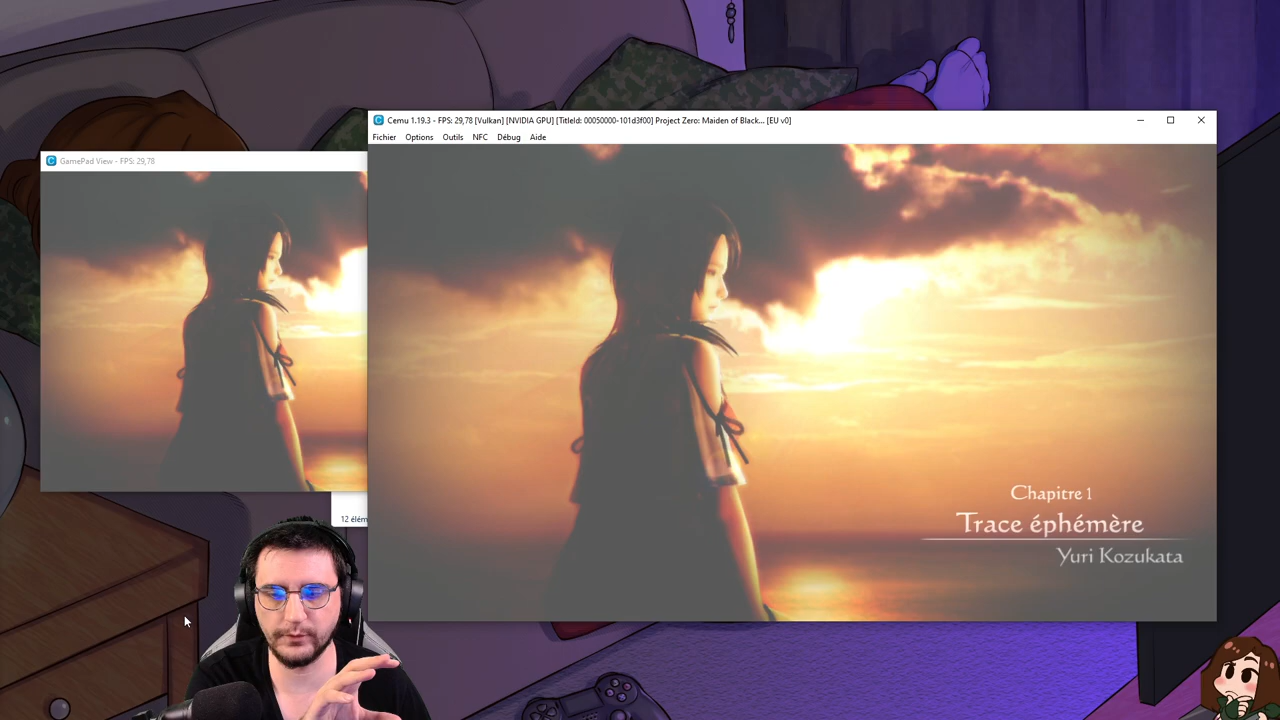 Cemu 1.19.3 - FPS: 29,78 [Vulkan] [NVIDIA GPU] [TitleId: 00050000-101d3f00] Project Zero: Maiden of Black... [EU v0]
Fichier Options Outils NFC Débug Aide
GamePad View - FPS: 29,78
Chapitre 1
Trace éphémère
Yuri Kozukata
12 élém